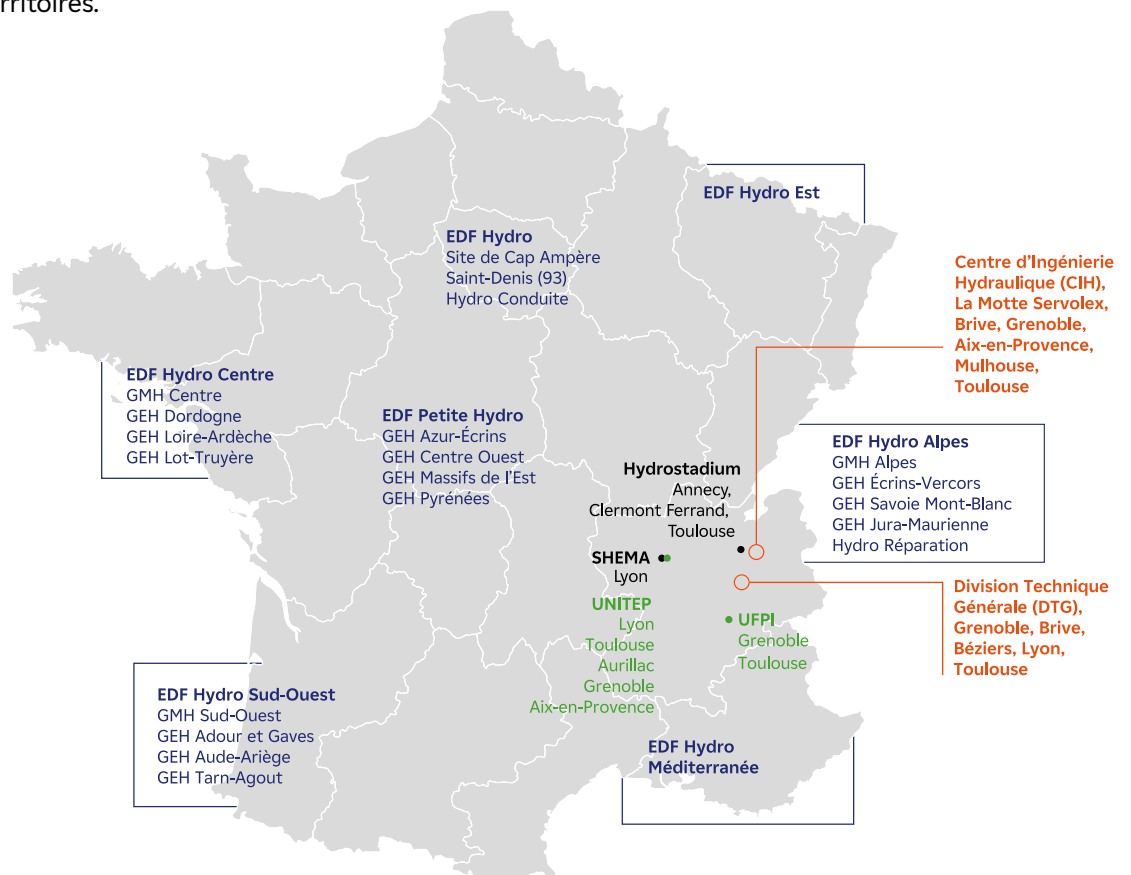 rritoires.
EDF Hydro Est
EDF Hydro
Site de Cap Ampère
Saint-Denis (93)
Hydro Conduite
Centre d'Ingénierie
Hydraulique (CIH),
La Motte Servolex,
Brive, Grenoble,
Aix-en-Provence,
Mulhouse,
Toulouse
EDF Hydro Centre
GMH Centre
GEH Dordogne
GEH Loire-Ardèche
GEH Lot-Truyère
EDF Petite Hydro
GEH Azur-Écrins
GEH Centre Ouest
GEH Massifs de l'Est
GEH Pyrénées
Hydrostadium
Annecy,
Clermont Ferrand,
Toulouse
EDF Hydro Alpes
GMH Alpes
GEH Écrins-Vercors
GEH Savoie Mont-Blanc
GEH Jura-Maurienne
Hydro Réparation
SHEMA
Lyon
UNITEP
Lyon
Toulouse
Aurillac
Grenoble
Aix-en-Provence
UFPI
Grenoble
Toulouse
Division Technique
Générale (DTG),
Grenoble, Brive,
Béziers, Lyon,
Toulouse
EDF Hydro Sud-Ouest
GMH Sud-Ouest
GEH Adour et Gaves
GEH Aude-Ariège
GEH Tarn-Agout
EDF Hydro
Méditerranée